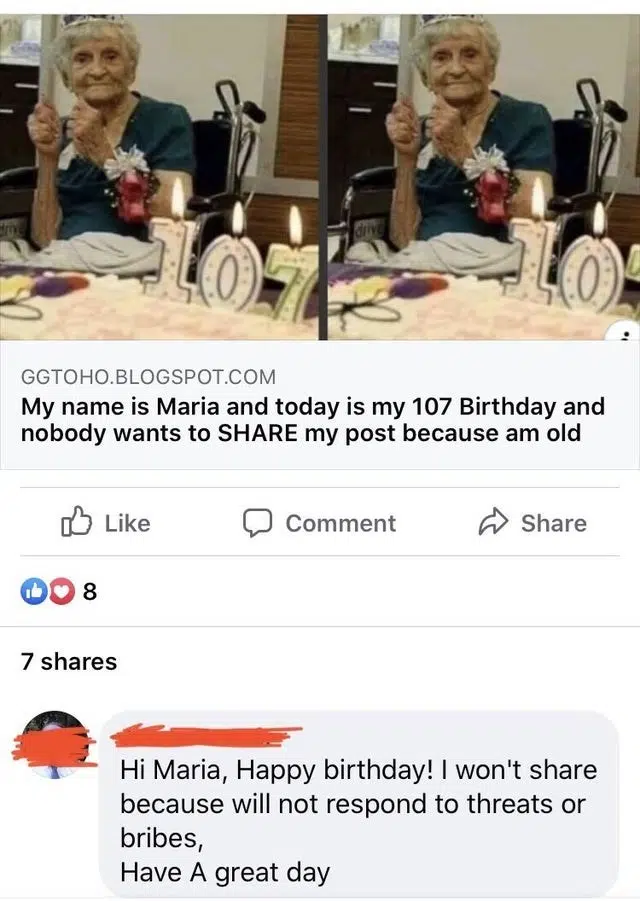 107
10
GGTOHO.BLOGSPOT.COM
My name is Maria and today is my 107 Birthday and
nobody wants to SHARE my post because am old
Like
Comment
Share
8
7 shares
Hi Maria, Happy birthday! I won't share
because will not respond to threats or
bribes,
Have A great day